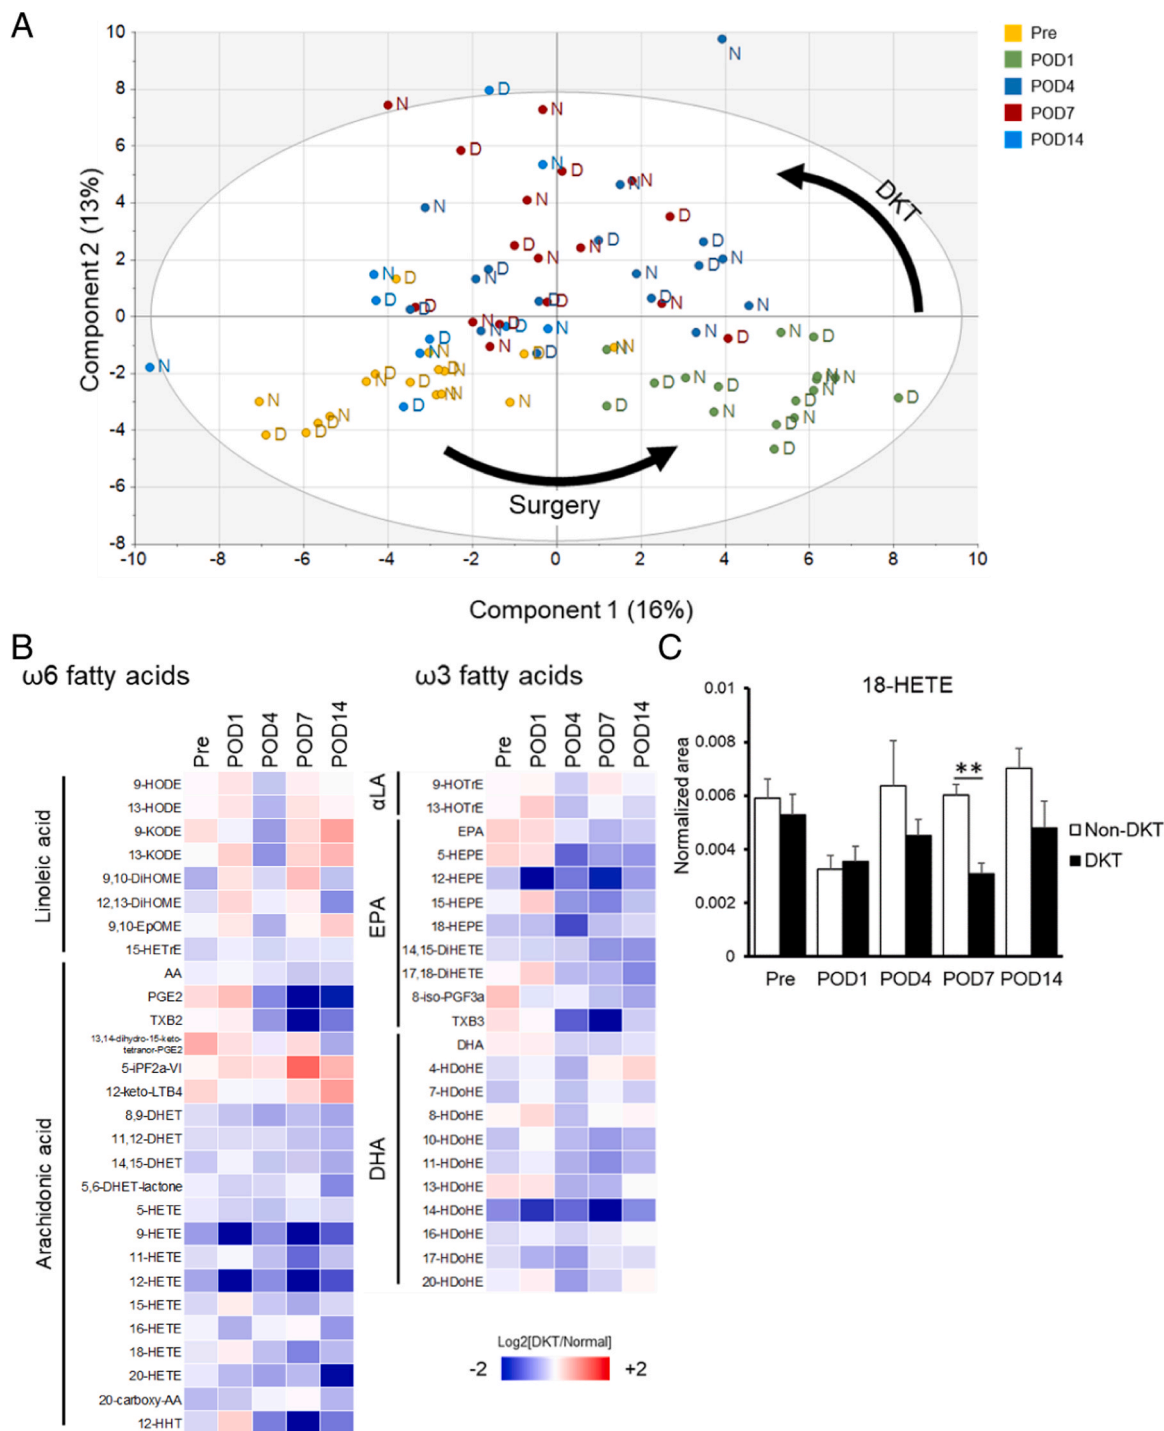 A
Component 2 (13%)
10
8
6
4
2
0
-2
-4
-6
-8
-10
-8
-6
-4
-2
0
2
4
6
8
10
Component 1 (16%)
DKT
Surgery
Pre
POD1
POD4
POD7
POD14
B
ω6 fatty acids
Pre
POD1
POD4
POD7
POD14
Linoleic acid
9-HODE
13-HODE
9-KODE
13-KODE
9,10-DiHOME
12,13-DiHOME
9,10-EpOME
15-HETrE
Arachidonic acid
AA
PGE2
TXB2
13,14-dihydro-15-keto-
tetranor-PGE2
5-iPF2a-VI
12-keto-LTB4
8,9-DHET
11,12-DHET
14,15-DHET
5,6-DHET-lactone
5-HETE
9-HETE
11-HETE
12-HETE
15-HETE
16-HETE
18-HETE
20-HETE
20-carboxy-AA
12-HHT
ω3 fatty acids
Pre
POD1
POD4
POD7
POD14
αLA
9-HOTrE
13-HOTrE
EPA
EPA
5-HEPE
12-HEPE
15-HEPE
18-HEPE
14,15-DiHETE
17,18-DiHETE
8-iso-PGF3a
TXB3
DHA
DHA
4-HDoHE
7-HDoHE
8-HDoHE
10-HDoHE
11-HDoHE
13-HDoHE
14-HDoHE
16-HDoHE
17-HDoHE
20-HDoHE
Log2[DKT/Normal]
-2
+2
C
18-HETE
Normalized area
0.01
0.008
0.006
0.004
0.002
0
**
Pre
POD1
POD4
POD7
POD14
Non-DKT
DKT